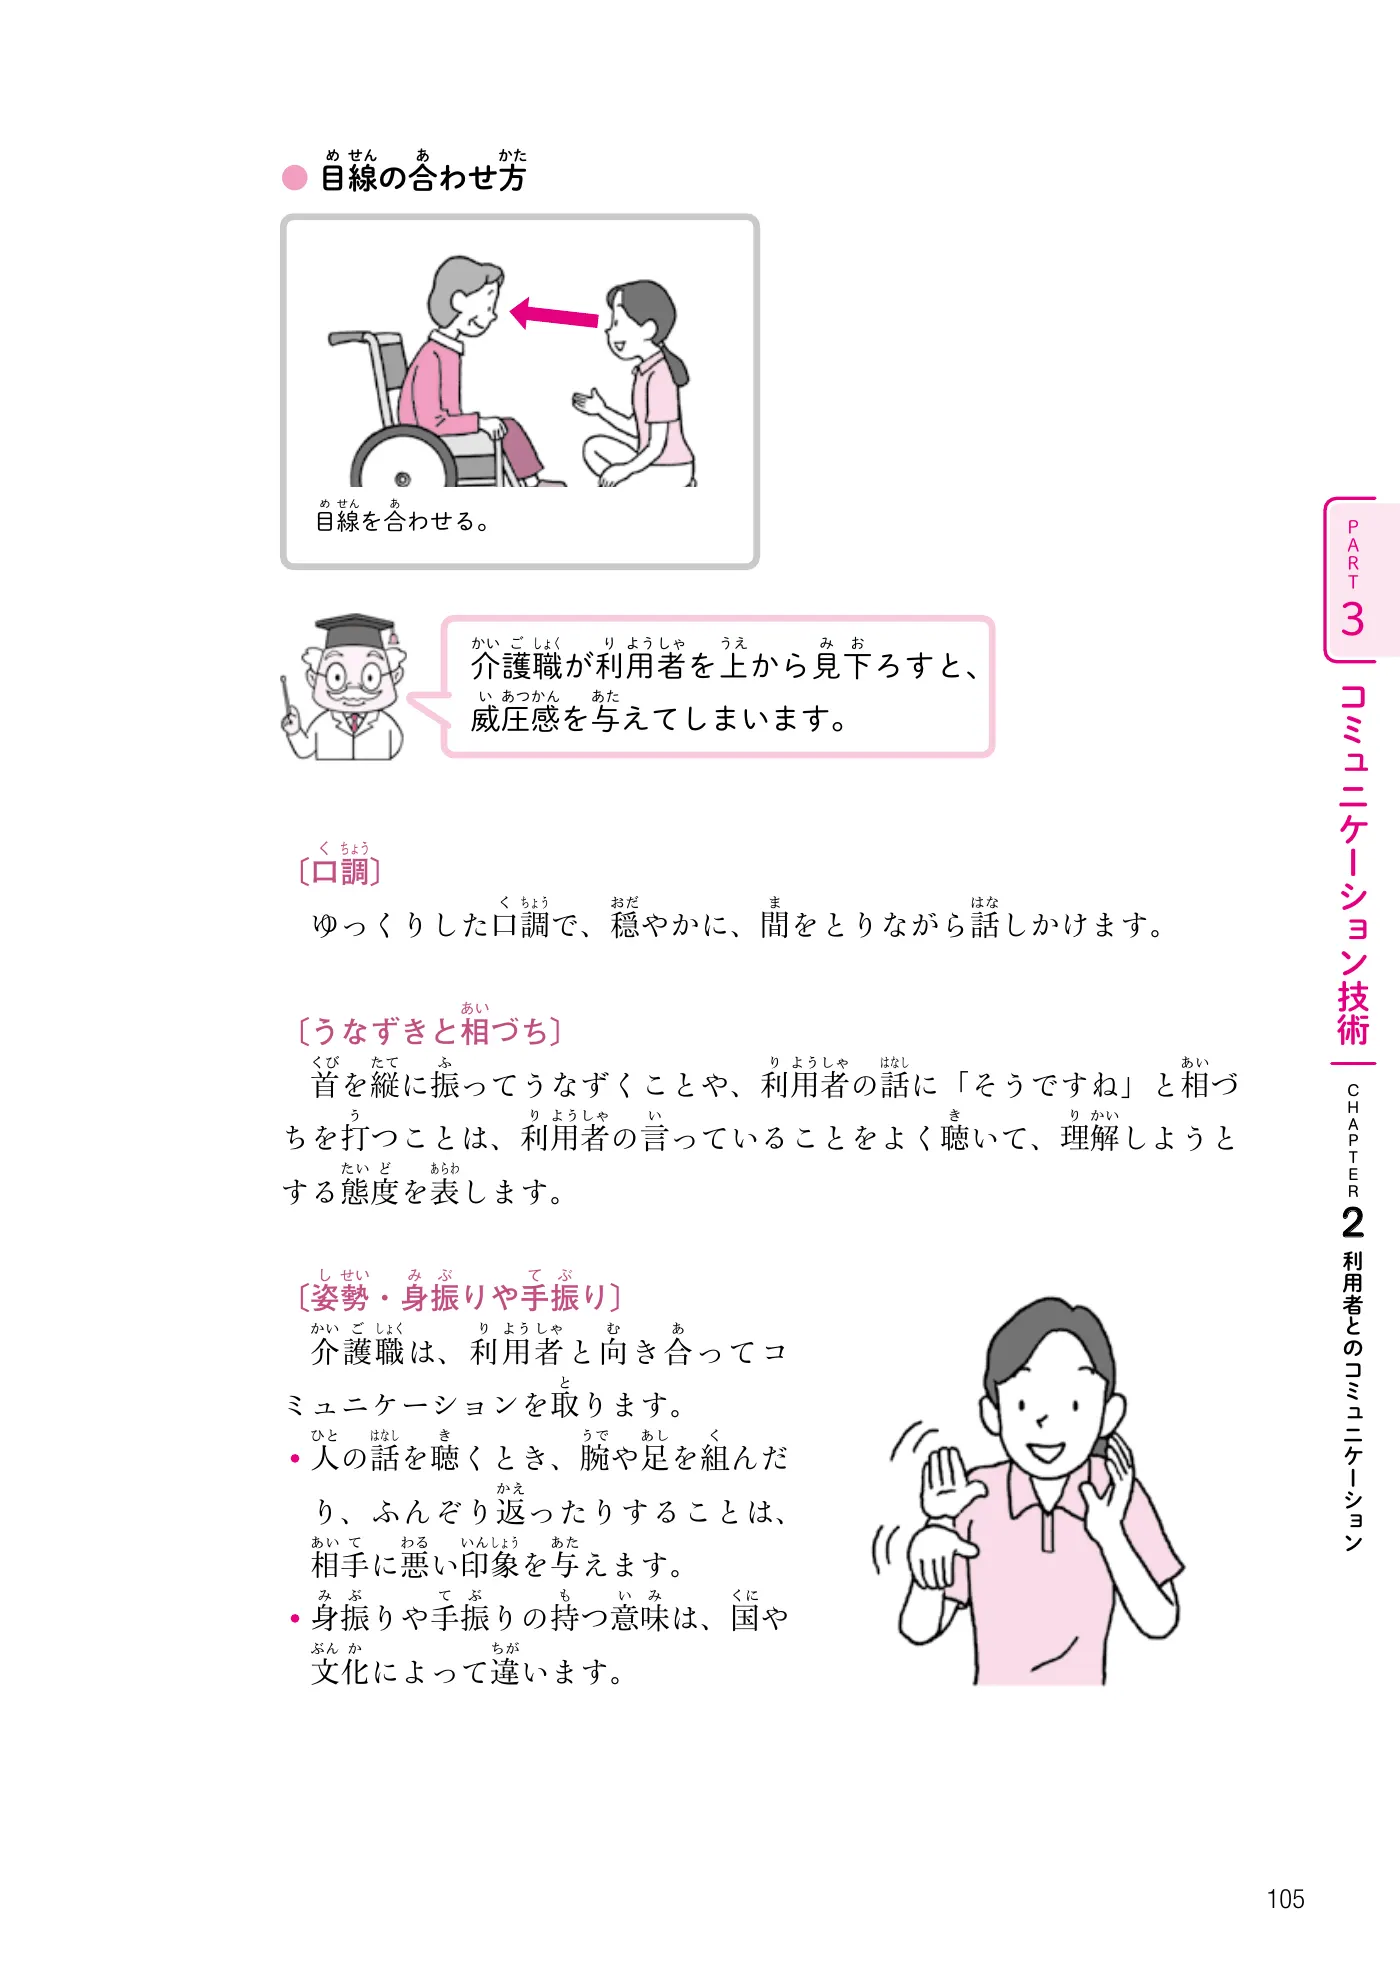 ● 目線の合わせ方
目線を合わせる。
介護職が利用者を上から見下ろすと、
威圧感を与えてしまいます。
〔口調〕
ゆっくりした口調で、穏やかに、間をとりながら話しかけます。
〔うなずきと相づち〕
首を縦に振ってうなずくことや、利用者の話に「そうですね」と相づ
ちを打つことは、利用者の言っていることをよく聴いて、理解しようと
する態度を表します。
〔姿勢・身振りや手振り〕
介護職は、利用者と向き合ってコ
ミュニケーションを取ります。
• 人の話を聴くとき、腕や足を組んだ
り、ふんぞり返ったりすることは、
相手に悪い印象を与えます。
• 身振りや手振りの持つ意味は、国や
文化によって違います。
PART 3 コミュニケーション技術
CHAPTER 2 利用者とのコミュニケーション
105